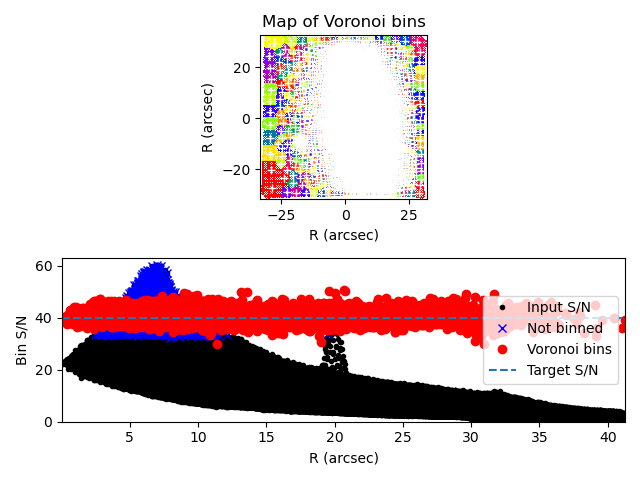 Map of Voronoi bins
R (arcsec)
20
0
−20
−25
0
25
R (arcsec)
Bin S/N
60
40
20
0
Input S/N
Not binned
Voronoi bins
Target S/N
5
10
15
20
25
30
35
40
R (arcsec)